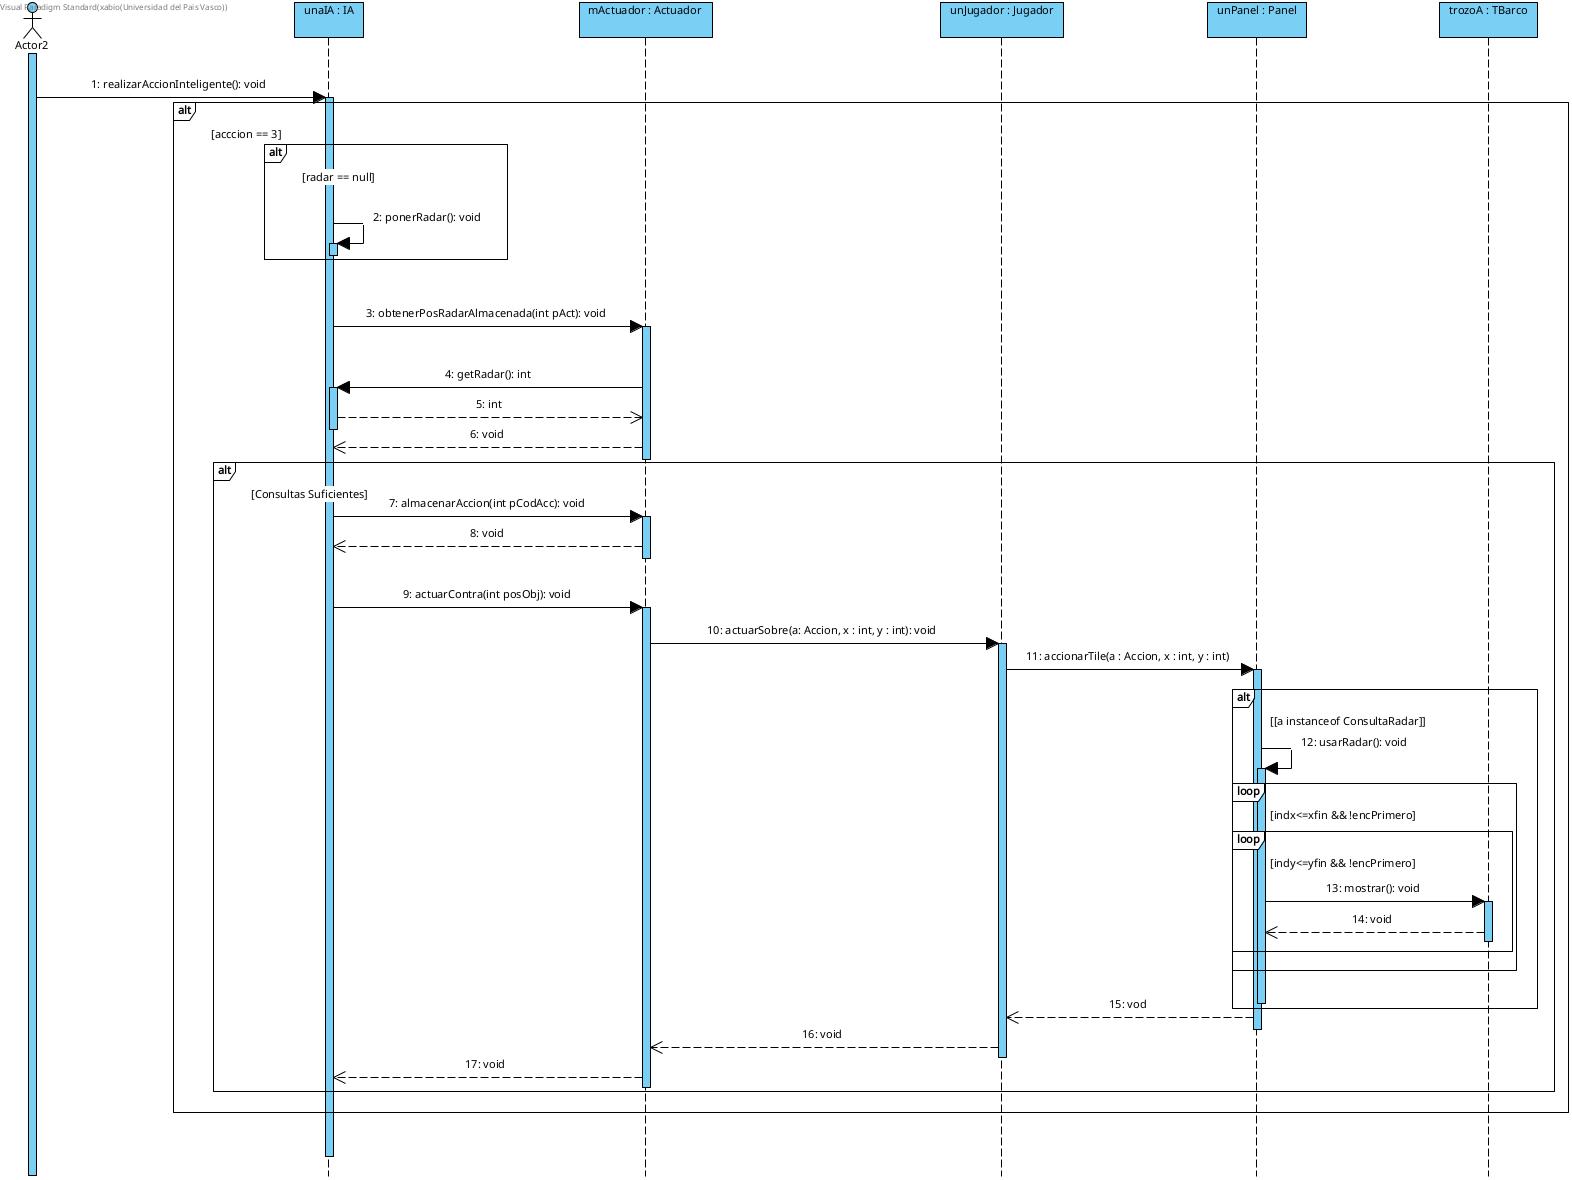 Visual Paradigm Standard(xabio(Universidad del Pais Vasco))
Actor2
unaIA : IA
mActuador : Actuador
unJugador : Jugador
unPanel : Panel
trozoA : TBarco
1: realizarAccionInteligente(): void
alt
[acccion == 3]
alt
[radar == null]
2: ponerRadar(): void
3: obtenerPosRadarAlmacenada(int pAct): void
4: getRadar(): int
5: int
6: void
alt
[Consultas Suficientes]
7: almacenarAccion(int pCodAcc): void
8: void
9: actuarContra(int posObj): void
10: actuarSobre(a: Accion, x : int, y : int): void
11: accionarTile(a : Accion, x : int, y : int)
alt
[[a instanceof ConsultaRadar]]
12: usarRadar(): void
loop
[indx<=xfin && !encPrimero]
loop
[indy<=yfin && !encPrimero]
13: mostrar(): void
14: void
15: vod
16: void
17: void